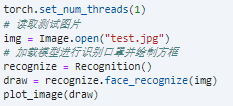 torch.set_num_threads(1)
# 读取测试图片
img = Image.open("test.jpg")
# 加载模型进行识别口罩并绘制方框
recognize = Recognition()
draw = recognize.face_recognize(img)
plot_image(draw)